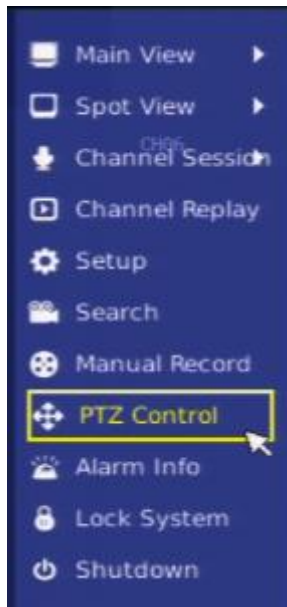 Main View
Spot View
CH06
Channel Session
Channel Replay
Setup
Search
Manual Record
PTZ Control
Alarm Info
Lock System
Shutdown